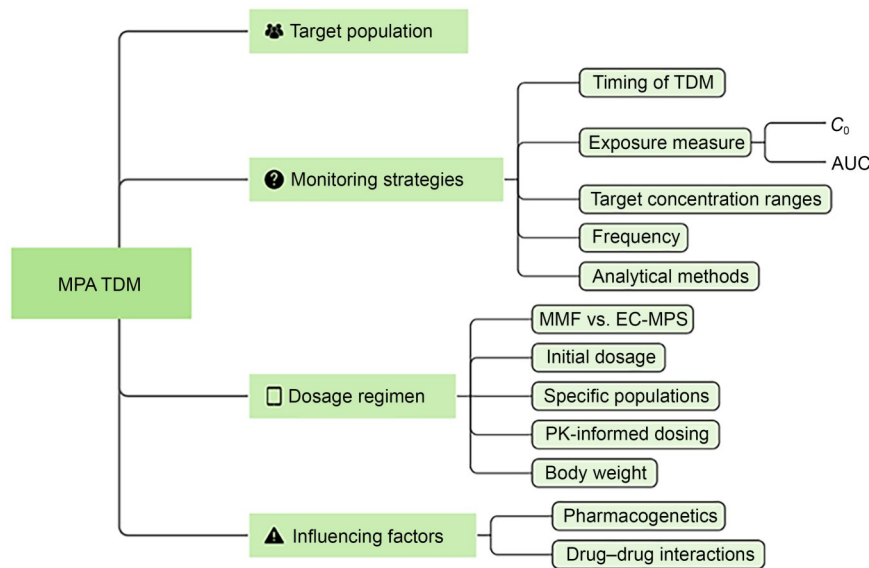 MPA TDM
Target population
Monitoring strategies
Timing of TDM
Exposure measure
C₀
AUC
Target concentration ranges
Frequency
Analytical methods
Dosage regimen
MMF vs. EC-MPS
Initial dosage
Specific populations
PK-informed dosing
Body weight
Influencing factors
Pharmacogenetics
Drug–drug interactions